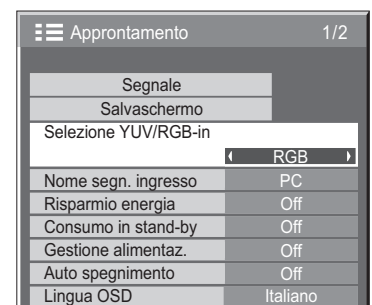 Approntamento 1/2
Segnale
Salvaschermo
Selezione YUV/RGB-in
RGB
Nome segn. ingresso PC
Risparmio energia Off
Consumo in stand-by Off
Gestione alimentaz. Off
Auto spegnimento Off
Lingua OSD Italiano